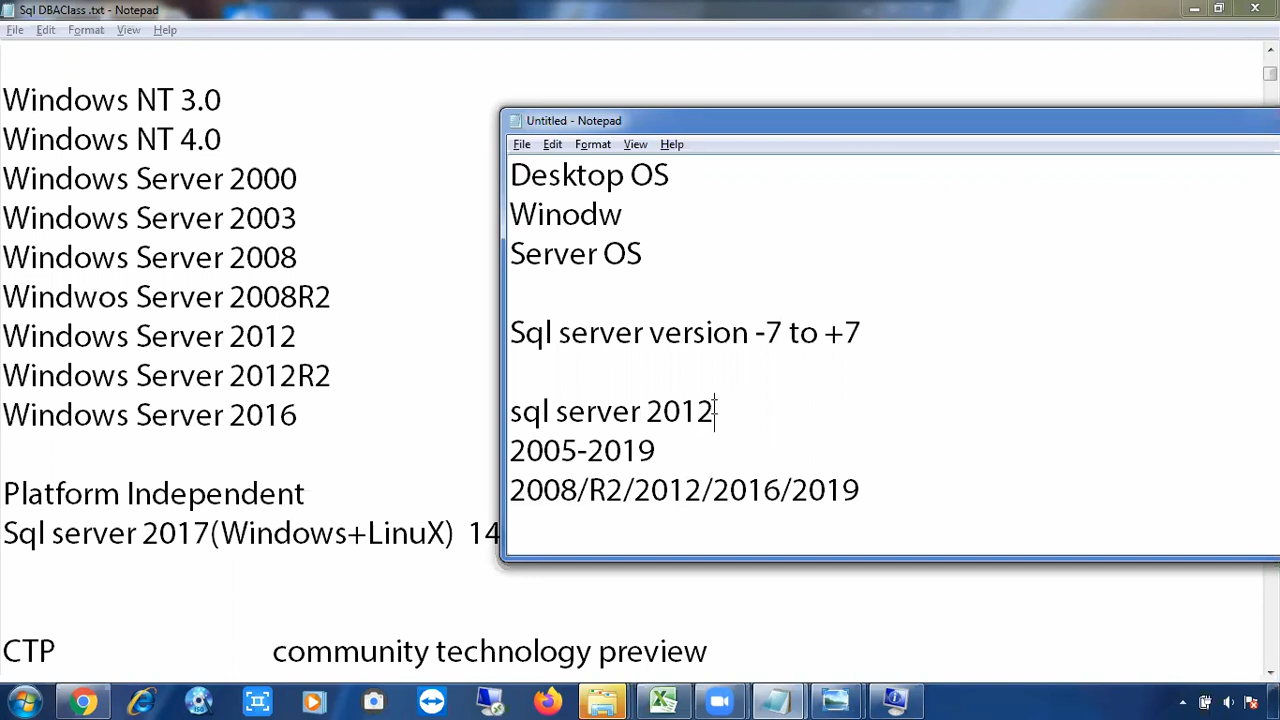 Sql DBAClass .txt - Notepad
File Edit Format View Help
Windows NT 3.0
Windows NT 4.0
Windows Server 2000
Windows Server 2003
Windows Server 2008
Windwos Server 2008R2
Windows Server 2012
Windows Server 2012R2
Windows Server 2016
Platform Independent
Sql server 2017(Windows+LinuX) 14
CTP community technology preview
Untitled - Notepad
File Edit Format View Help
Desktop OS
Winodw
Server OS
Sql server version -7 to +7
sql server 2012
2005-2019
2008/R2/2012/2016/2019